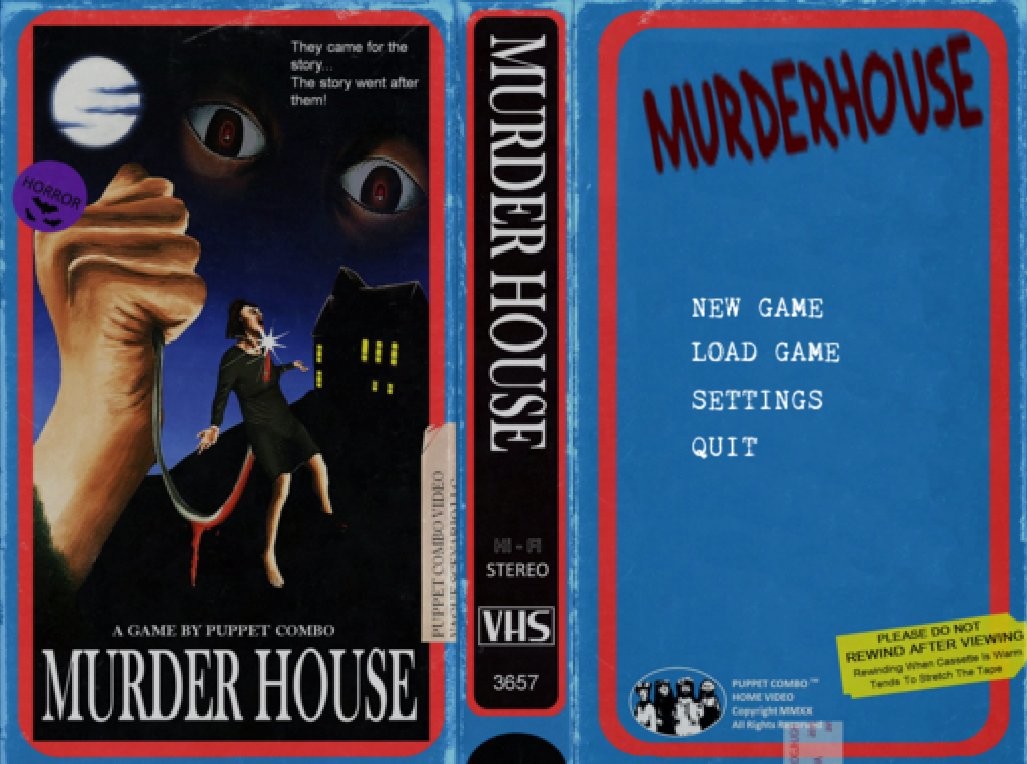 They came for the
story...
The story went after
them!
HORROR
PUPPET COMBO VIDEO
A GAME BY PUPPET COMBO
MURDER HOUSE
MURDER HOUSE
Hi - Fi
STEREO
VHS
3657
MURDERHOUSE
NEW GAME
LOAD GAME
SETTINGS
QUIT
PLEASE DO NOT
REWIND AFTER VIEWING
Rewinding When Cassette Is Warm
Tends To Stretch The Tape
PUPPET COMBO™
HOME VIDEO
Copyright MMXX
All Rights Reserved